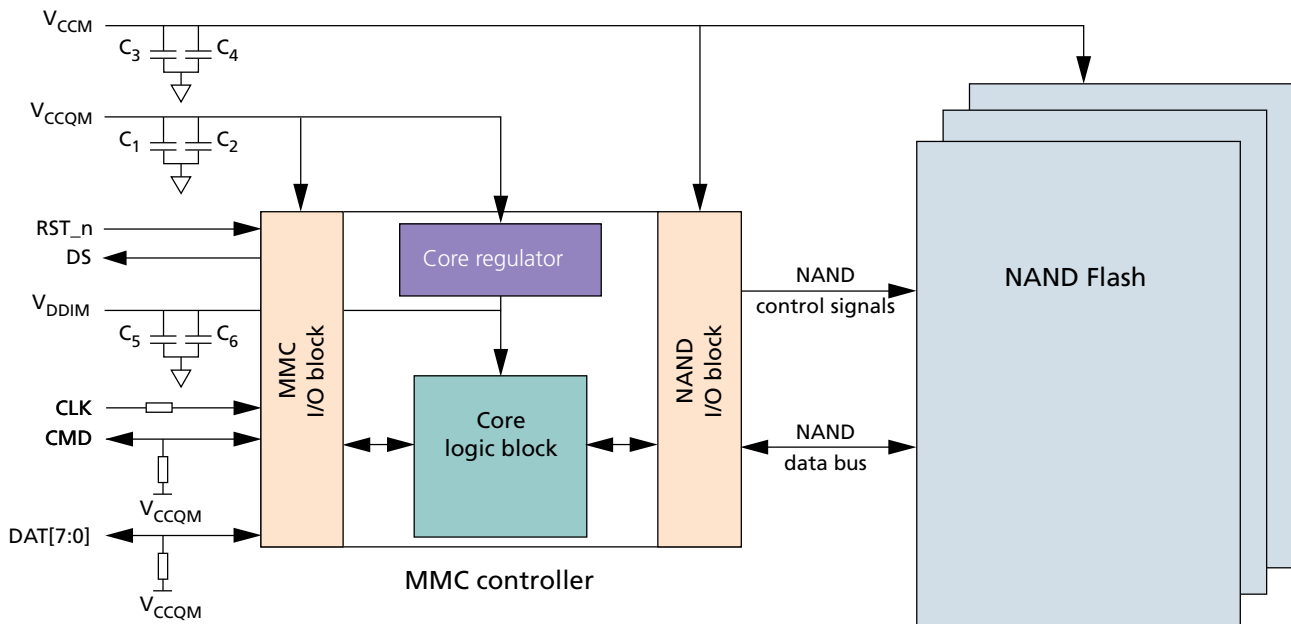 VCCM
C3 C4
VCCQM
C1 C2
RST_n
DS
VDDIM
C5 C6
CLK
CMD
VCCQM
DAT[7:0]
VCCQM
MMC
I/O block
Core regulator
Core
logic block
NAND
I/O block
MMC controller
NAND
control signals
NAND
data bus
NAND Flash